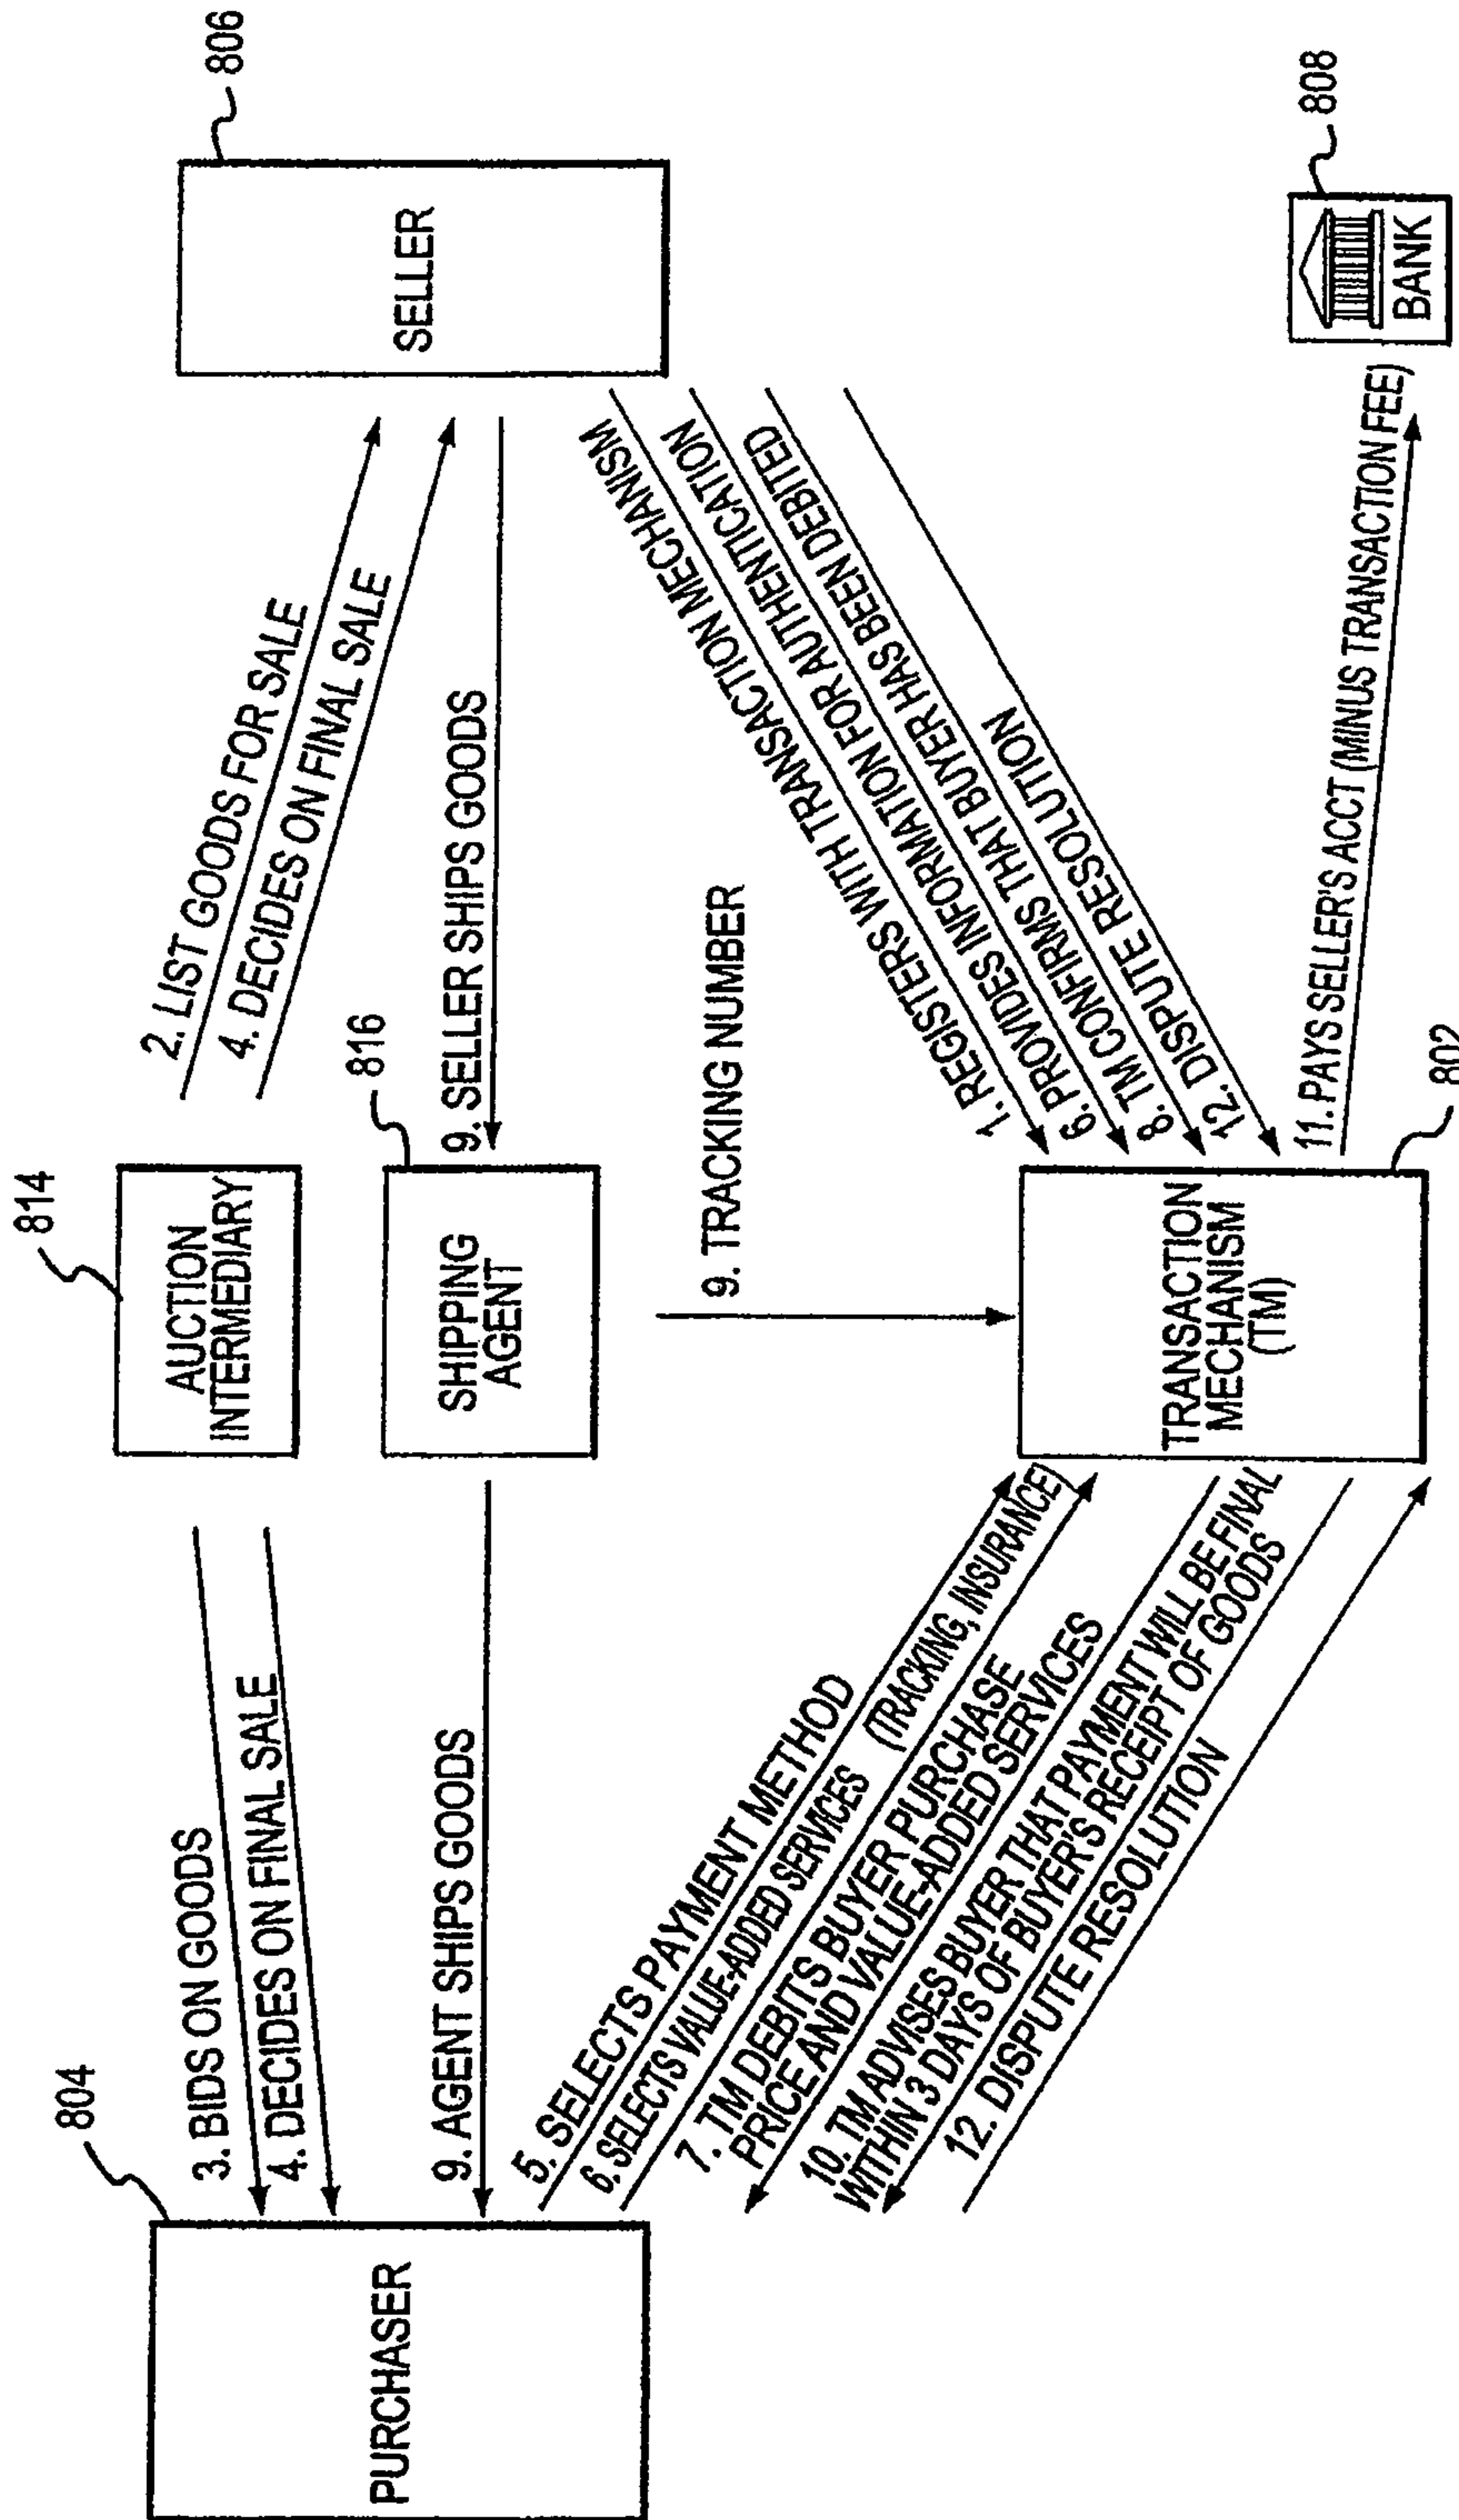 804
PURCHASER
3. BIDS ON GOODS
4. DECIDES ON FINAL SALE
9. AGENT SHIPS GOODS
5. SELECTS PAYMENT METHOD
6. SELECTS VALUE-ADDED SERVICES (TRACKING, INSURANCE)
7. TM DEBITS BUYER PURCHASE
PRICE AND VALUE-ADDED SERVICES
10. TM ADVISES BUYER THAT PAYMENT WILL BE FINAL
WITHIN 3 DAYS OF BUYER'S RECEIPT OF GOODS
12. DISPUTE RESOLUTION
814
AUCTION
INTERMEDIARY
816
SHIPPING
AGENT
9. TRACKING NUMBER
TRANSACTION
MECHANISM
(TM)
802
2. LIST GOODS FOR SALE
4. DECIDES ON FINAL SALE
9. SELLER SHIPS GOODS
1. REGISTERS WITH TRANSACTION MECHANISM
6. PROVIDES INFORMATION FOR AUTHENTICATION
8. TM CONFIRMS THAT BUYER HAS BEEN DEBITED
12. DISPUTE RESOLUTION
11. PAYS SELLER'S ACCT (MINUS TRANSACTION FEE)
806
SELLER
808
BANK